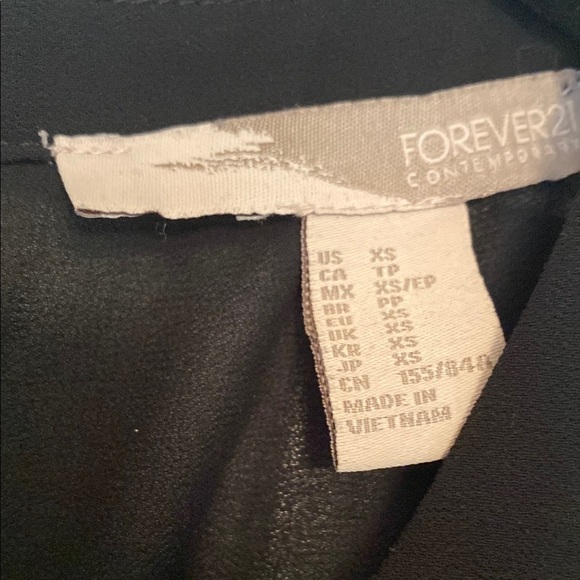 FOREVER21
CONTEMPORARY
US XS
CA TP
MX XS/EP
BR PP
EU XS
UK XS
KR XS
JP XS
CN 155/84A
MADE IN
VIETNAM